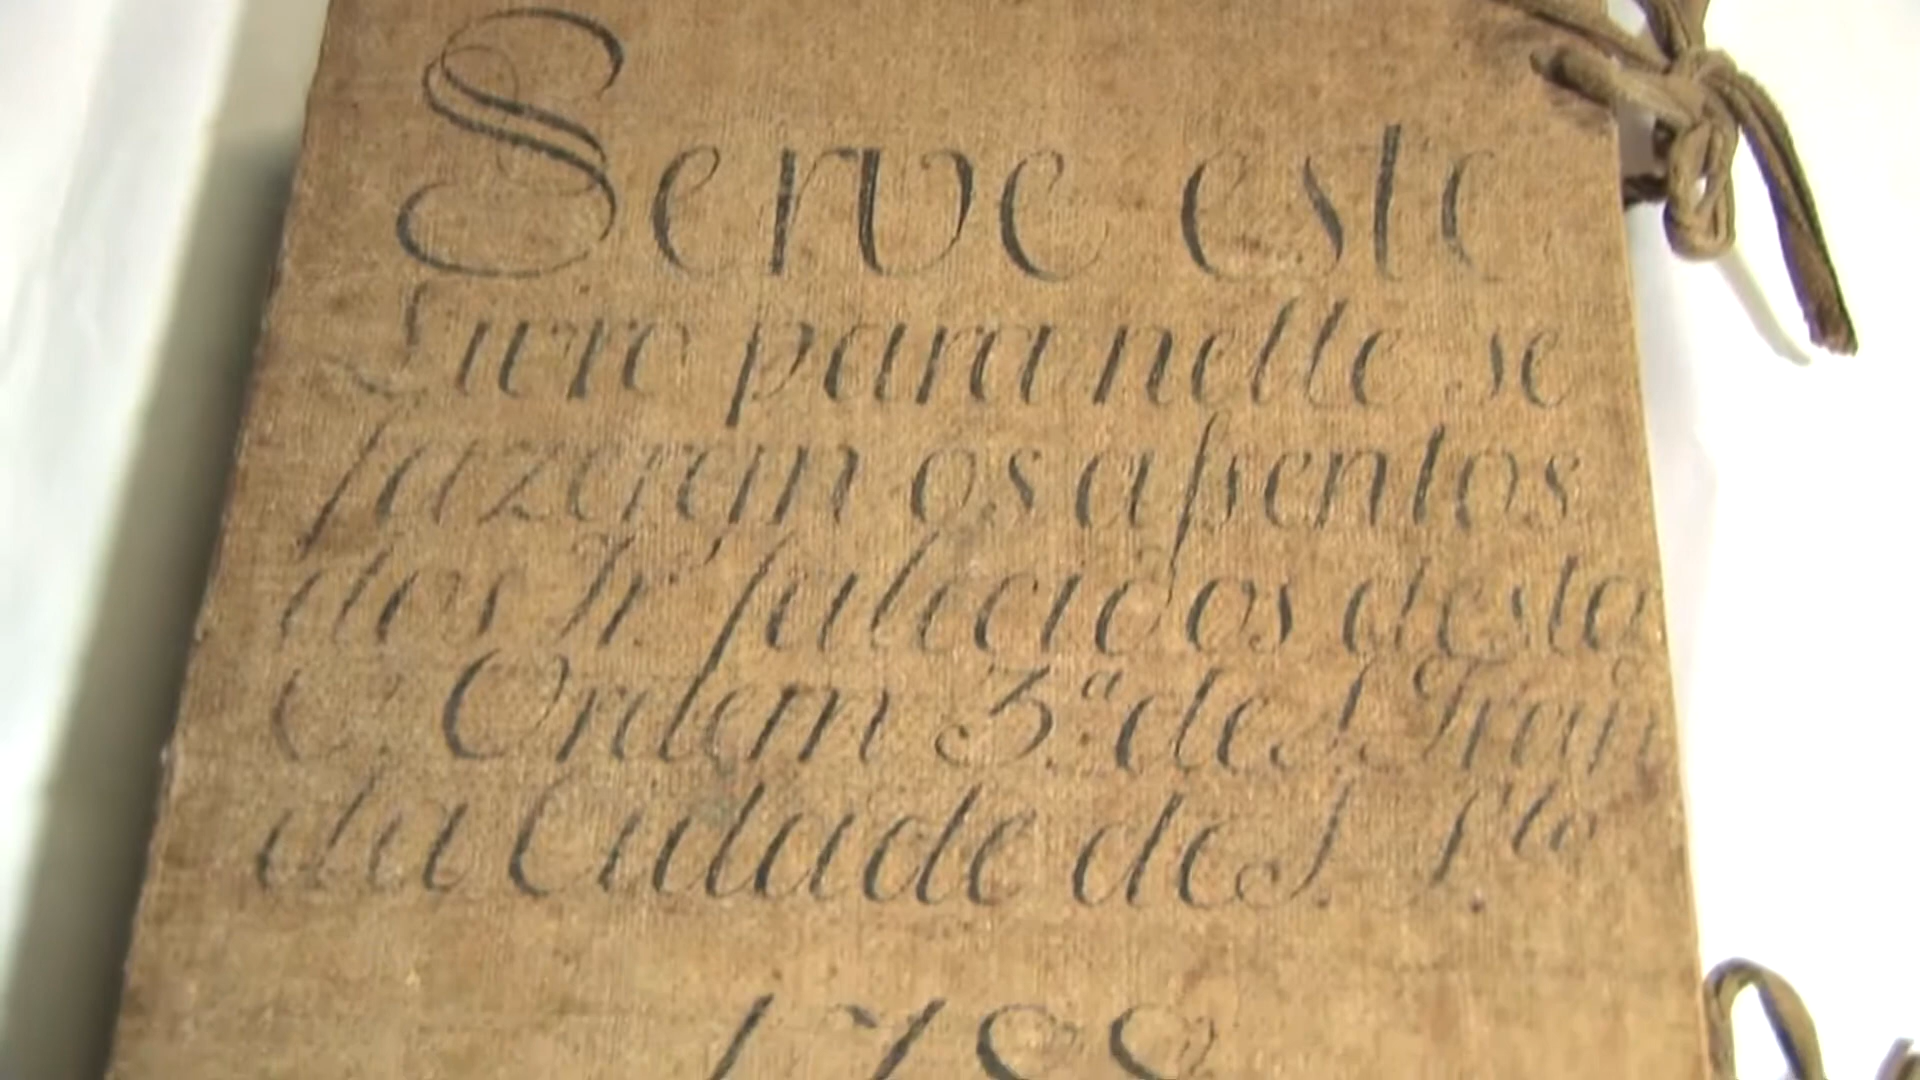 Serve este
Livro para nelle se
fazerem os aſsentos
dos Ir.s falecidos desta
V. Ordem 3.ª de S. Fran
da Cidade de S. P.lo